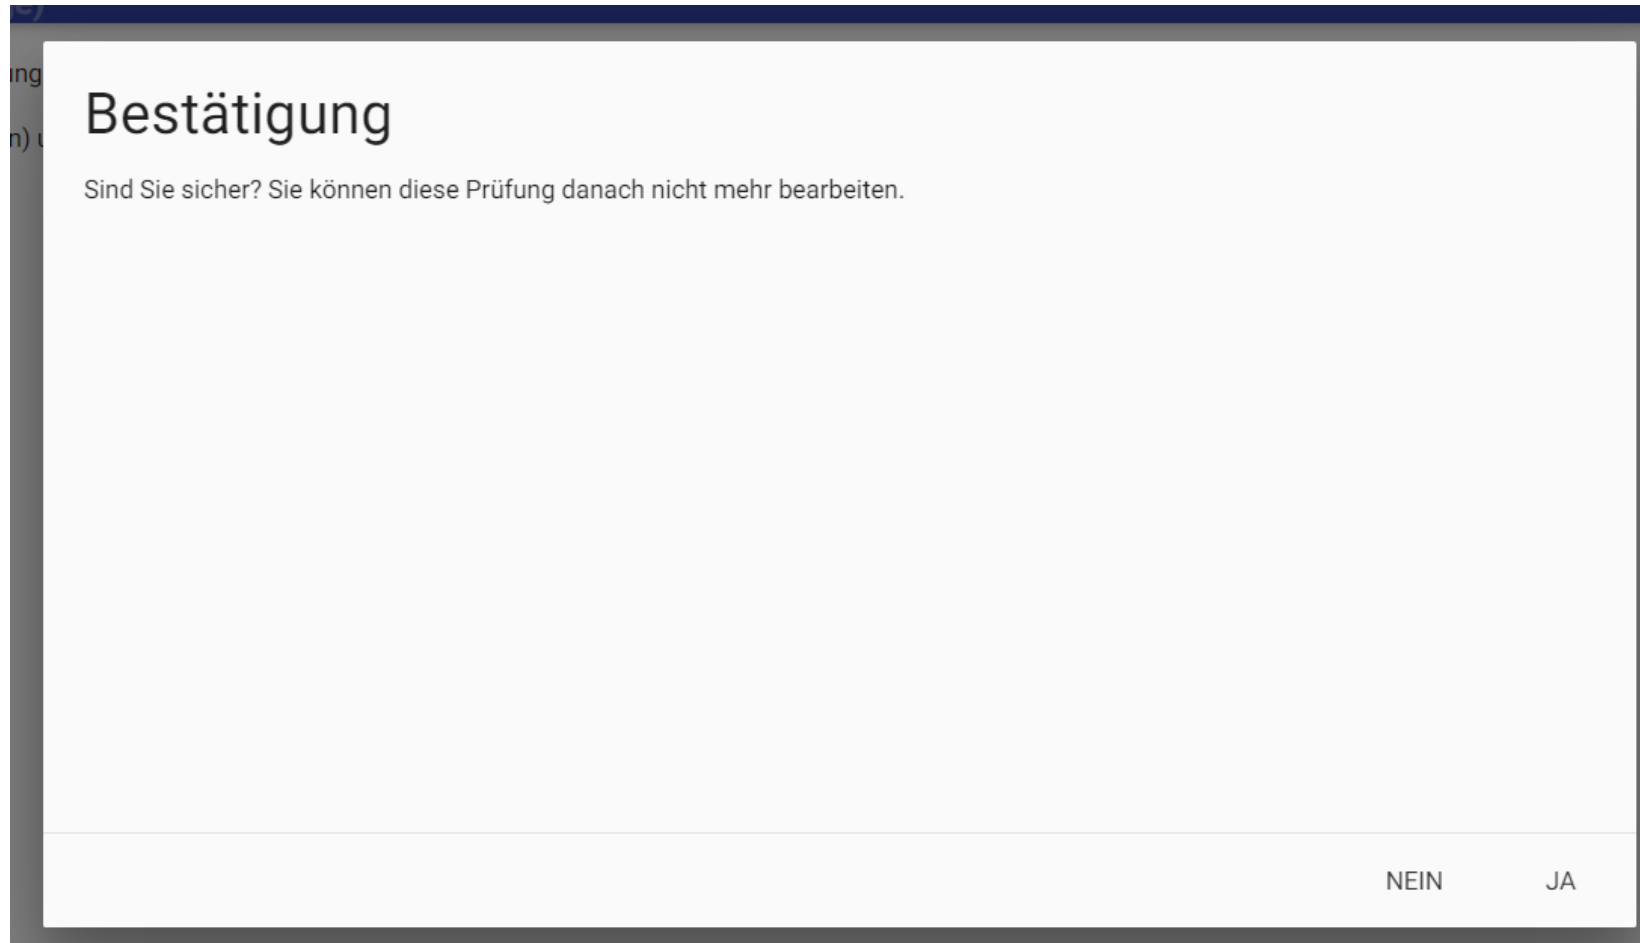 Bestätigung
Sind Sie sicher? Sie können diese Prüfung danach nicht mehr bearbeiten.
NEIN JA